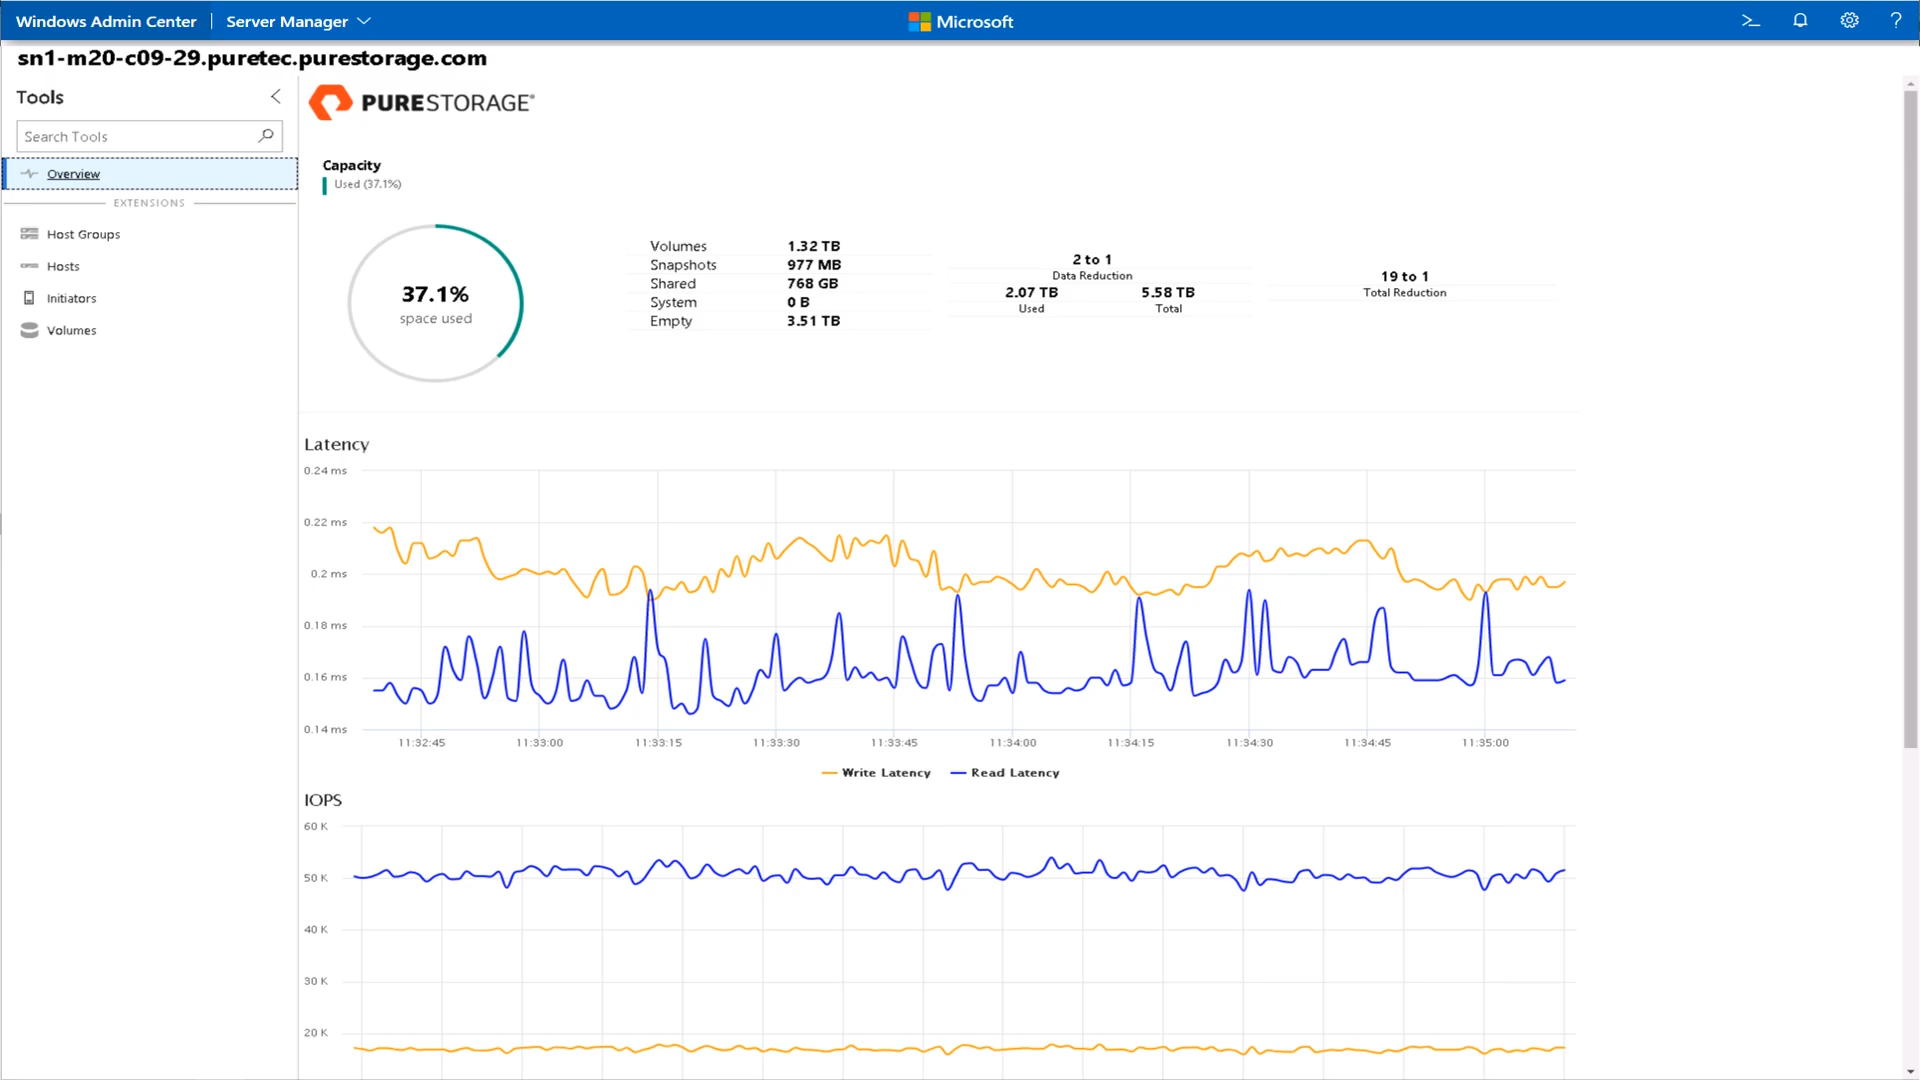 Windows Admin Center | Server Manager
Microsoft
>_
?
sn1-m20-c09-29.puretec.purestorage.com
Tools
Search Tools
Overview
EXTENSIONS
Host Groups
Hosts
Initiators
Volumes
PURESTORAGE®
Capacity
Used (37.1%)
37.1%
space used
Volumes 1.32 TB
Snapshots 977 MB
Shared 768 GB
System 0 B
Empty 3.51 TB
2 to 1
Data Reduction
2.07 TB 5.58 TB
Used Total
19 to 1
Total Reduction
Latency
0.24 ms
0.22 ms
0.2 ms
0.18 ms
0.16 ms
0.14 ms
11:32:45 11:33:00 11:33:15 11:33:30 11:33:45 11:34:00 11:34:15 11:34:30 11:34:45 11:35:00
Write Latency Read Latency
IOPS
60 K
50 K
40 K
30 K
20 K